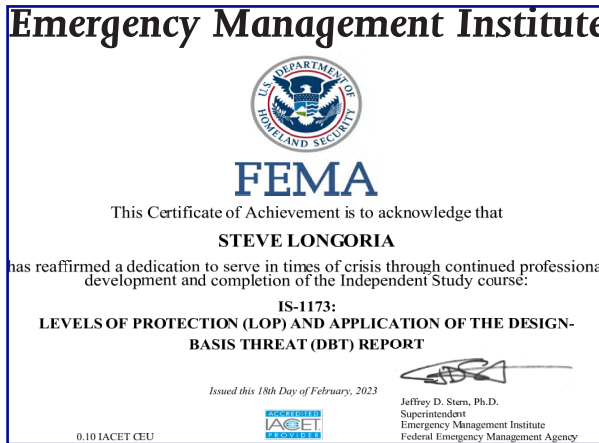 Emergency Management Institute
U.S. DEPARTMENT OF
HOMELAND SECURITY
FEMA
This Certificate of Achievement is to acknowledge that
STEVE LONGORIA
has reaffirmed a dedication to serve in times of crisis through continued professiona
development and completion of the Independent Study course:
IS-1173:
LEVELS OF PROTECTION (LOP) AND APPLICATION OF THE DESIGN-
BASIS THREAT (DBT) REPORT
Issued this 18th Day of February, 2023
Jeffrey D. Stern, Ph.D.
Superintendent
Emergency Management Institute
Federal Emergency Management Agency
ACCREDITED
IACET
PROVIDER
0.10 IACET CEU